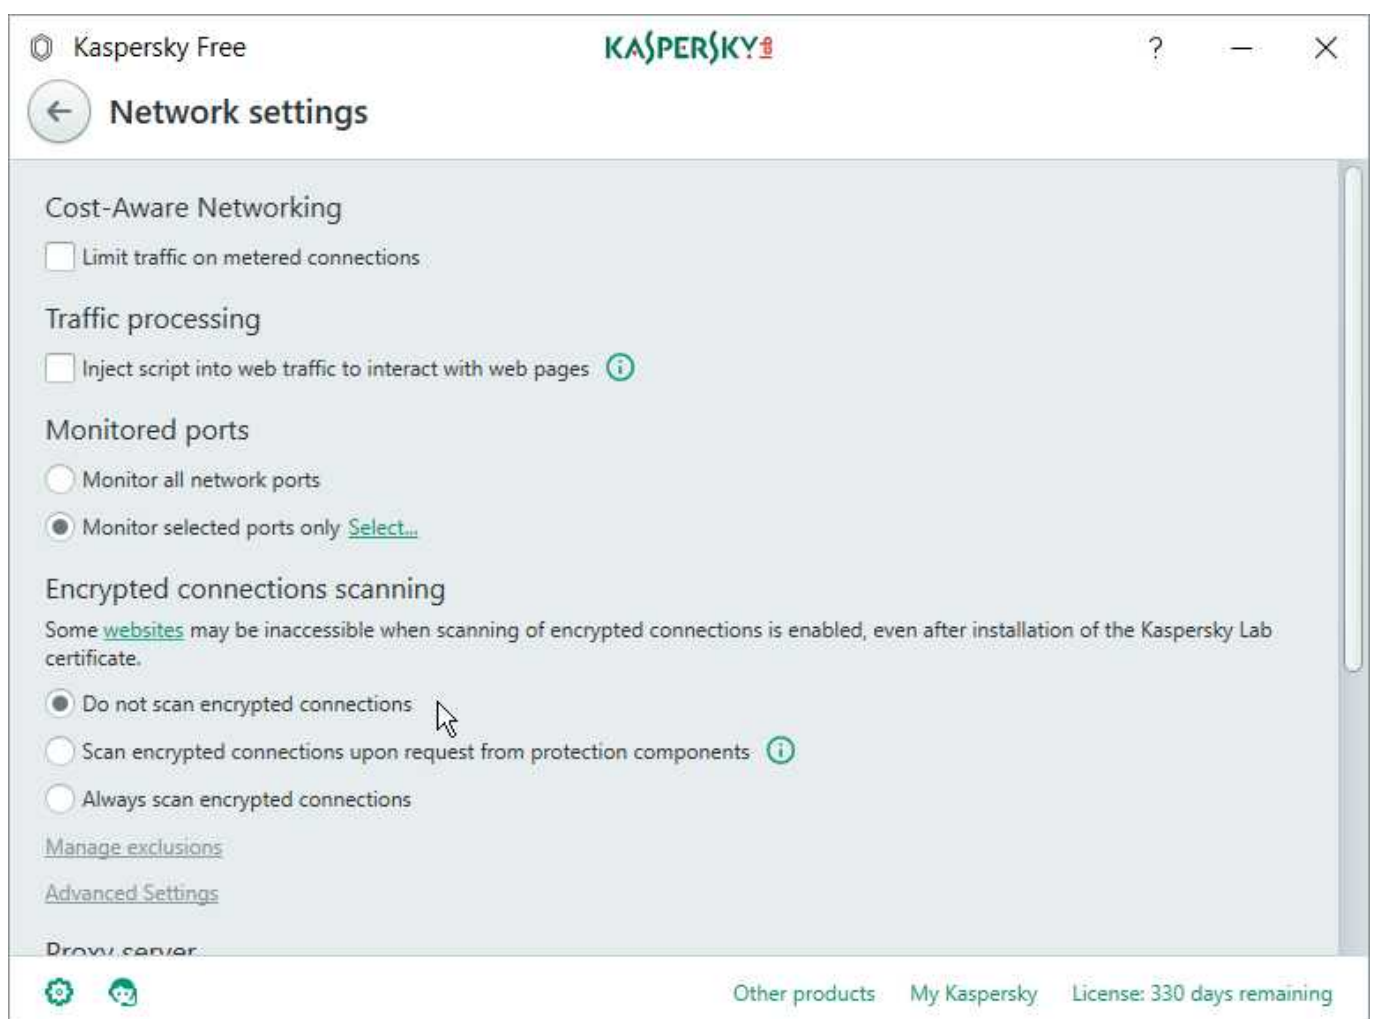 Kaspersky Free
KASPERSKY
?
Network settings
Cost-Aware Networking
Limit traffic on metered connections
Traffic processing
Inject script into web traffic to interact with web pages
Monitored ports
Monitor all network ports
Monitor selected ports only Select...
Encrypted connections scanning
Some websites may be inaccessible when scanning of encrypted connections is enabled, even after installation of the Kaspersky Lab
certificate.
Do not scan encrypted connections
Scan encrypted connections upon request from protection components
Always scan encrypted connections
Manage exclusions
Advanced Settings
Proxy server
Other products My Kaspersky License: 330 days remaining